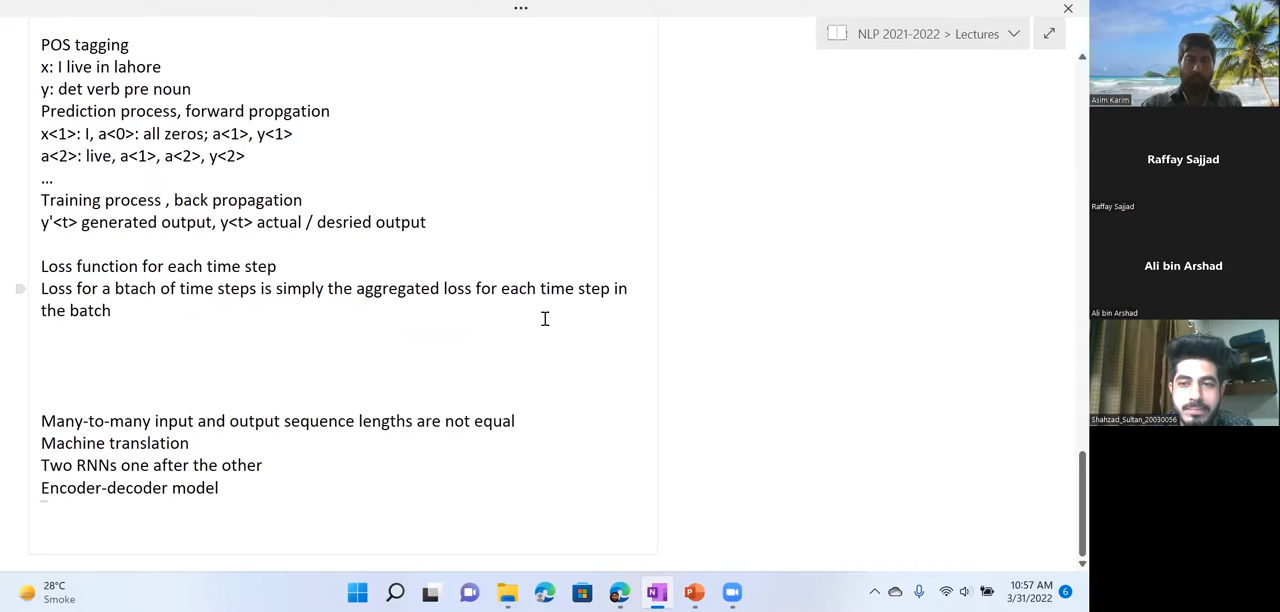 NLP 2021-2022 > Lectures
POS tagging
x: I live in lahore
y: det verb pre noun
Prediction process, forward propgation
x<1>: I, a<0>: all zeros; a<1>, y<1>
a<2>: live, a<1>, a<2>, y<2>
...
Training process , back propagation
y'<t> generated output, y<t> actual / desried output
Loss function for each time step
Loss for a btach of time steps is simply the aggregated loss for each time step in
the batch
Many-to-many input and output sequence lengths are not equal
Machine translation
Two RNNs one after the other
Encoder-decoder model
Asim Karim
Raffay Sajjad
Raffay Sajjad
Ali bin Arshad
Ali bin Arshad
Shahzad_Sultan_20030056
28°C
Smoke
10:57 AM
3/31/2022
6